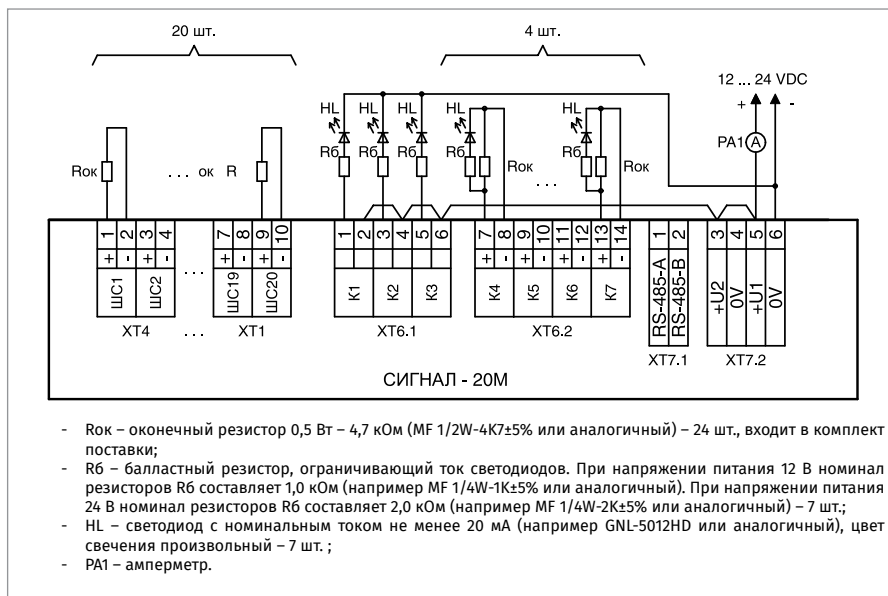 20 шт.
4 шт.
12 ... 24 VDC
+ -
HL HL HL HL HL
PA1 A
Rб Rб Rб Rб Rб
Rок . . . ок R Rок . . . Rок
1 2 3 4 7 8 9 10 1 2 3 4 5 6 7 8 9 10 11 12 13 14 1 2 3 4 5 6
+ - + - + - + - + - + - + - + -
ШС1 ШС2 ... ШС19 ШС20 К1 К2 К3 К4 К5 К6 К7 RS-485-A RS-485-B +U2 0V +U1 0V
XT4 ... XT1 XT6.1 XT6.2 XT7.1 XT7.2
СИГНАЛ - 20М
- Rок – оконечный резистор 0,5 Вт – 4,7 кОм (MF 1/2W-4K7±5% или аналогичный) – 24 шт., входит в комплект
поставки;
- Rб – балластный резистор, ограничивающий ток светодиодов. При напряжении питания 12 В номинал
резисторов Rб составляет 1,0 кОм (например MF 1/4W-1K±5% или аналогичный). При напряжении питания
24 В номинал резисторов Rб составляет 2,0 кОм (например MF 1/4W-2K±5% или аналогичный) – 7 шт.;
- HL – светодиод с номинальным током не менее 20 мА (например GNL-5012HD или аналогичный), цвет
свечения произвольный – 7 шт. ;
- PA1 – амперметр.